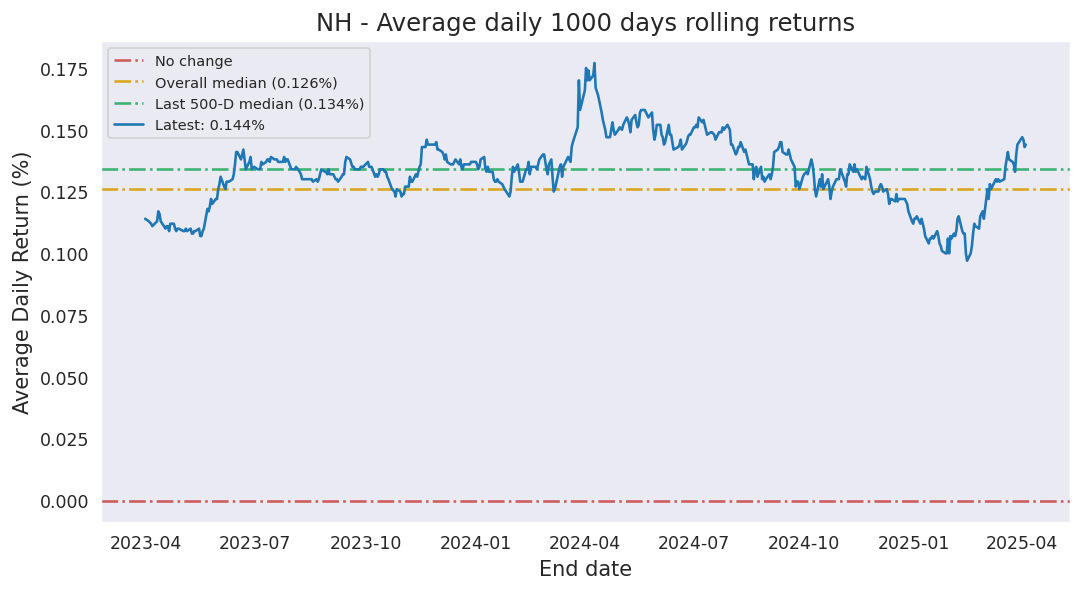 NH - Average daily 1000 days rolling returns
No change
Overall median (0.126%)
Last 500-D median (0.134%)
Latest: 0.144%
Average Daily Return (%)
0.175
0.150
0.125
0.100
0.075
0.050
0.025
0.000
2023-04 2023-07 2023-10 2024-01 2024-04 2024-07 2024-10 2025-01 2025-04
End date